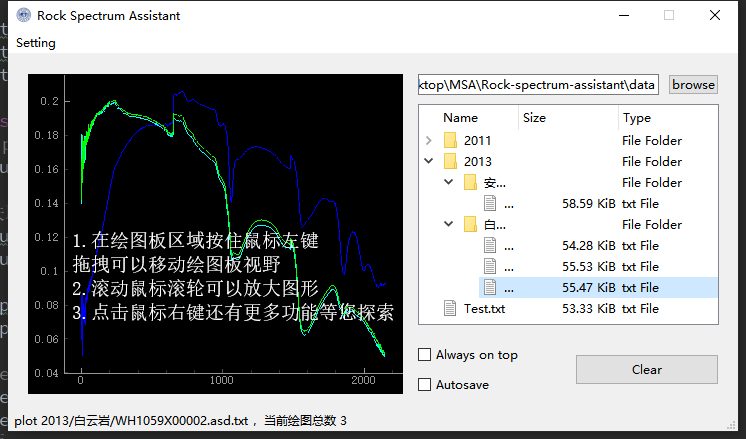 Rock Spectrum Assistant
Setting
0.2
0.18
0.16
0.14
0.12
0.1
0.08
0.06
0.04
0
1000
2000
1.在绘图板区域按住鼠标左键
拖拽可以移动绘图板视野
2.滚动鼠标滚轮可以放大图形
3.点击鼠标右键还有更多功能等您探索
ktop\MSA\Rock-spectrum-assistant\data
browse
Name Size Type
2011 File Folder
2013 File Folder
安... File Folder
... 58.59 KiB txt File
白... File Folder
... 54.28 KiB txt File
... 55.53 KiB txt File
... 55.47 KiB txt File
Test.txt 53.33 KiB txt File
Always on top
Autosave
Clear
plot 2013/白云岩/WH1059X00002.asd.txt ，当前绘图总数 3